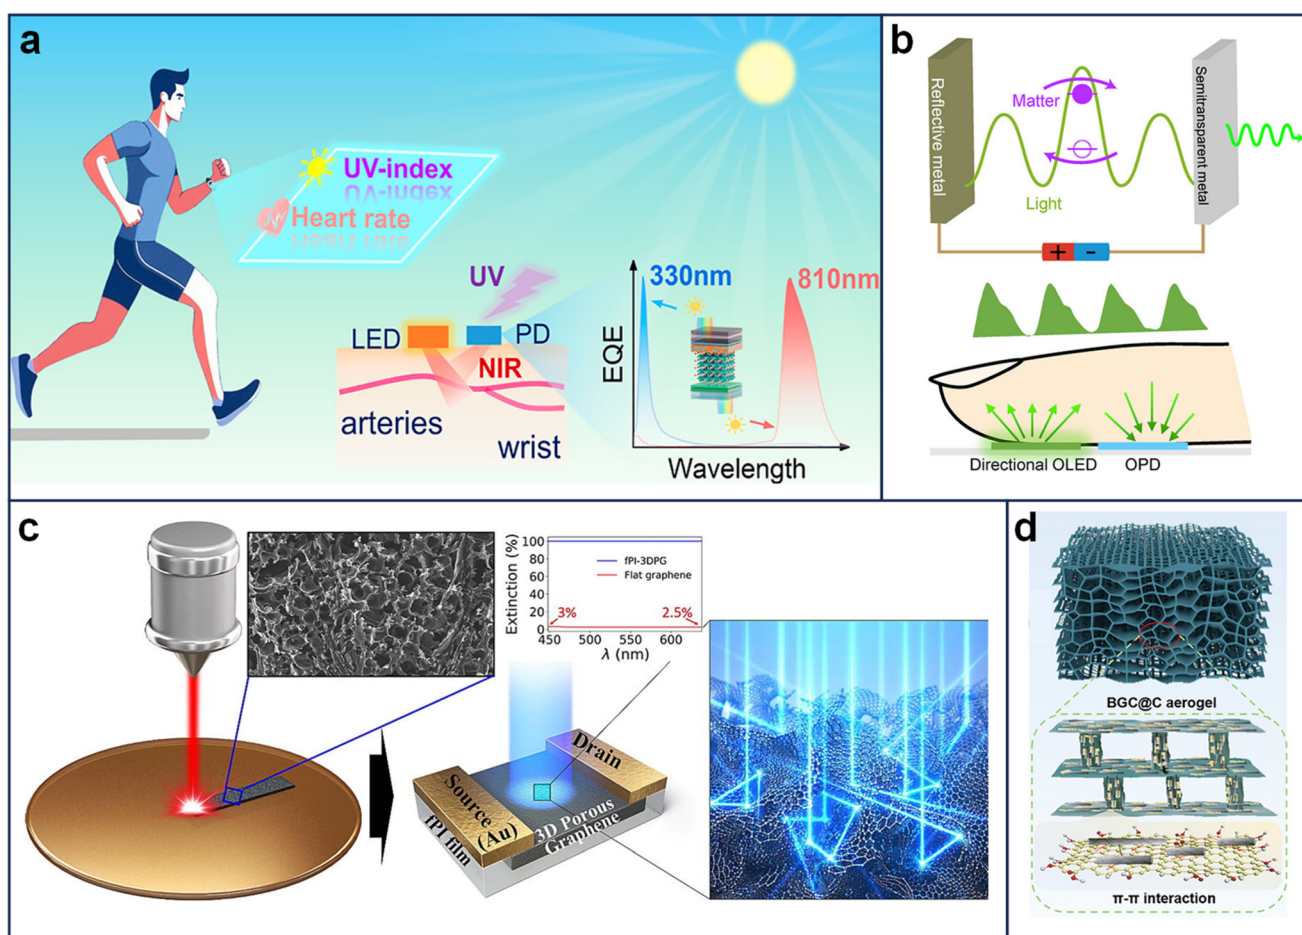 a
UV-index
Heart rate
UV
LED
PD
NIR
arteries
wrist
330nm
810nm
EQE
Wavelength
b
Reflective metal
Matter
Light
Semitransparent metal
+
-
Directional OLED
OPD
c
Extinction (%)
100
80
60
40
20
0
fPI-3DPG
Flat graphene
3%
2.5%
450
500
550
600
λ (nm)
Drain
Source
(Au)
fPI film
3D Porous
Graphene
d
BGC@C aerogel
π-π interaction